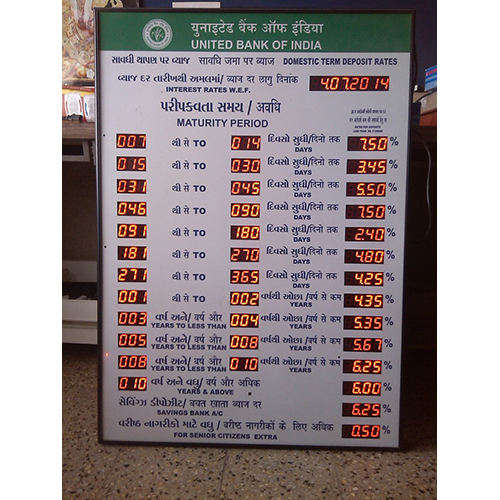 युनाइटेड बैंक ऑफ इंडिया
UNITED BANK OF INDIA
સાવધી થાપણ પર વ્યાજ सावधि जमा पर ब्याज DOMESTIC TERM DEPOSIT RATES
વ્યાજ દર તારીખથી અમલમાં/ ब्याज दर लागु दिनांक 4.07.2014
INTEREST RATES W.E.F.
પરીપક્વતા સમય / अवधि
MATURITY PERIOD
007 થી से TO 014 દિવસો સુધી/दिनो तक 7.50 %
DAYS
015 થી से TO 030 દિવસો સુધી/दिनो तक 3.45 %
DAYS
031 થી से TO 045 દિવસો સુધી/दिनो तक 5.50 %
DAYS
046 થી से TO 090 દિવસો સુધી/दिनो तक 7.50 %
DAYS
091 થી से TO 180 દિવસો સુધી/दिनो तक 2.40 %
DAYS
181 થી से TO 270 દિવસો સુધી/दिनो तक 4.80 %
DAYS
271 થી से TO 365 દિવસો સુધી/दिनो तक 4.25 %
DAYS
001 થી से TO 002 વર્ષથી ઓછા/वर्ष से कम 4.35 %
YEARS
003 વર્ષ અને/ वर्ष और 004 વર્ષથી ઓછા/वर्ष से कम 5.35 %
YEARS TO LESS THAN YEARS
005 વર્ષ અને/ वर्ष और 008 વર્ષથી ઓછા/वर्ष से कम 5.67 %
YEARS TO LESS THAN YEARS
008 વર્ષ અને/ वर्ष और 010 વર્ષથી ઓછા/वर्ष से कम 6.25 %
YEARS TO LESS THAN YEARS
010 વર્ષ અને વધુ/ वर्ष और अधिक 6.00 %
YEARS & ABOVE
સેવિંગ્ઝ ડીપોઝીટ/ बचत खाता ब्याज दर 6.25 %
SAVINGS BANK A/C
વરીષ્ઠ નાગરીકો માટે વધુ / वरीष्ठ नागरीकों के लिए अधिक 0.50 %
FOR SENIOR CITIZENS EXTRA